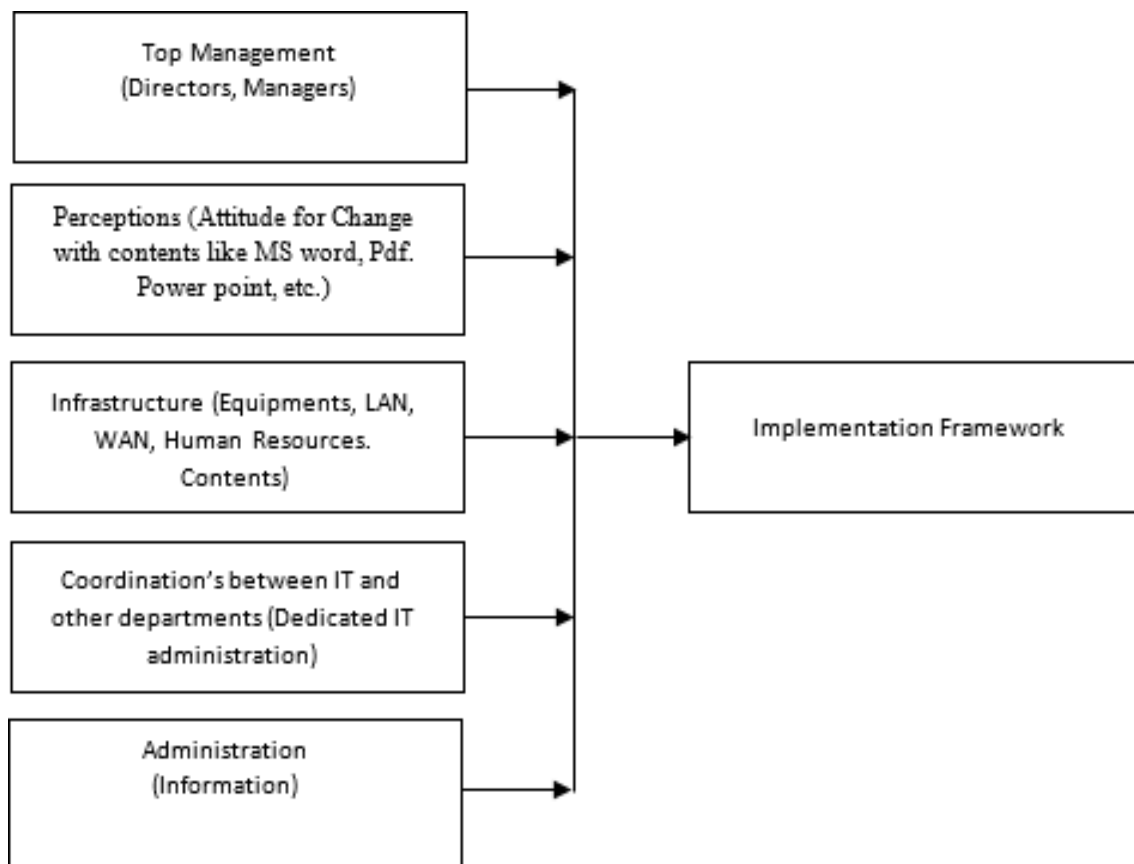 Top Management
(Directors, Managers)
Perceptions (Attitude for Change
with contents like MS word, Pdf.
Power point, etc.)
Infrastructure (Equipments, LAN,
WAN, Human Resources.
Contents)
Implementation Framework
Coordination's between IT and
other departments (Dedicated IT
administration)
Administration
(Information)